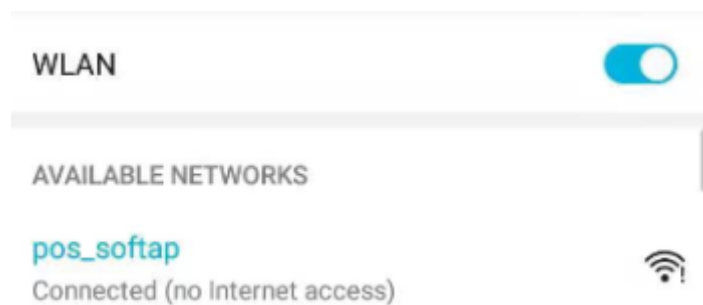 WLAN
AVAILABLE NETWORKS
pos_softap
Connected (no Internet access)